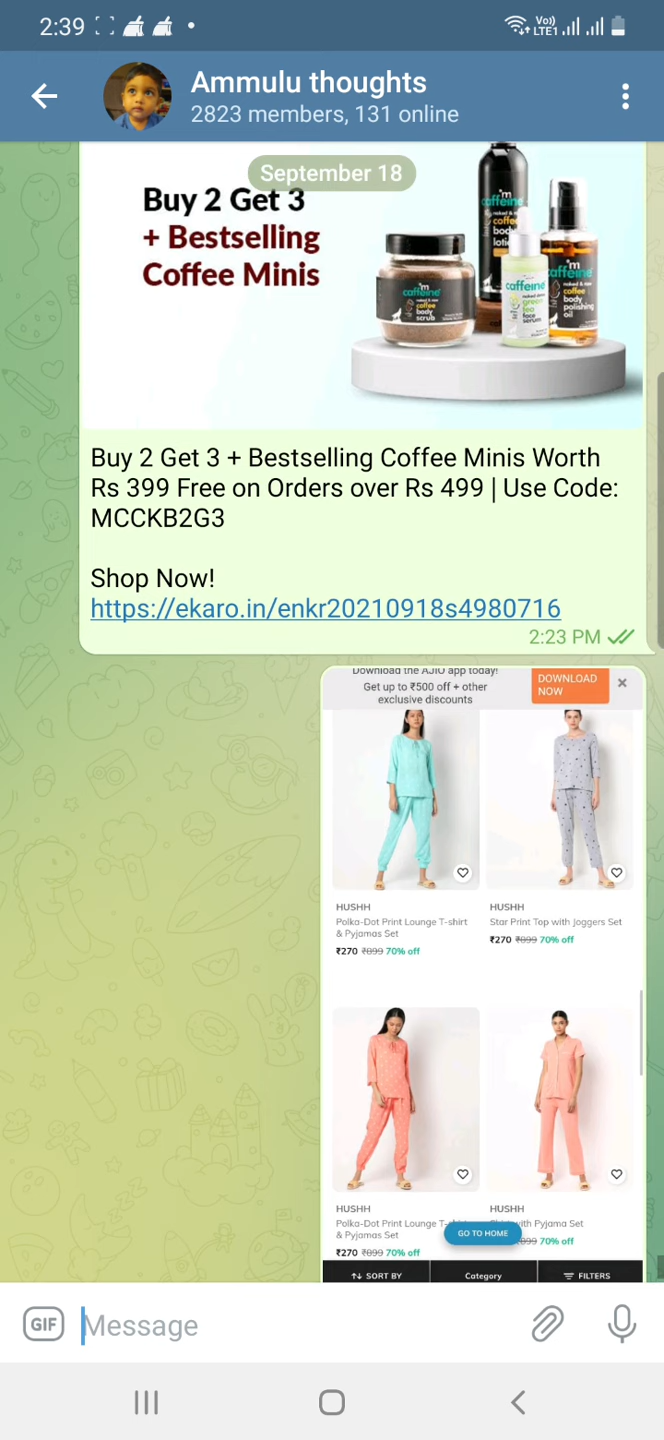 2:39
Vo))
LTE1
Ammulu thoughts
2823 members, 131 online
September 18
Buy 2 Get 3
+ Bestselling
Coffee Minis
Buy 2 Get 3 + Bestselling Coffee Minis Worth
Rs 399 Free on Orders over Rs 499 | Use Code:
MCCKB2G3
Shop Now!
https://ekaro.in/enkr20210918s4980716
2:23 PM
Download the AJIO app today!
Get up to ₹500 off + other
exclusive discounts
DOWNLOAD
NOW
HUSHH
Polka-Dot Print Lounge T-shirt
& Pyjamas Set
₹270 ₹899 70% off
HUSHH
Star Print Top with Joggers Set
₹270 ₹899 70% off
HUSHH
Polka-Dot Print Lounge
& Pyjamas Set
₹270 ₹899 70% off
HUSHH
with Pyjama Set
899 70% off
GO TO HOME
SORT BY
Category
FILTERS
GIF
Message